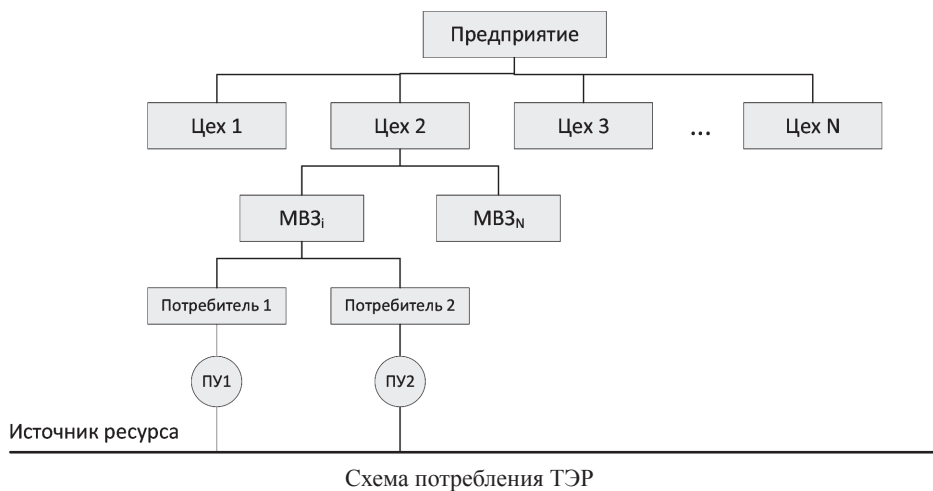 Предприятие
Цех 1
Цех 2
Цех 3
...
Цех N
МВЗi
МВЗN
Потребитель 1
Потребитель 2
ПУ1
ПУ2
Источник ресурса
Схема потребления ТЭР